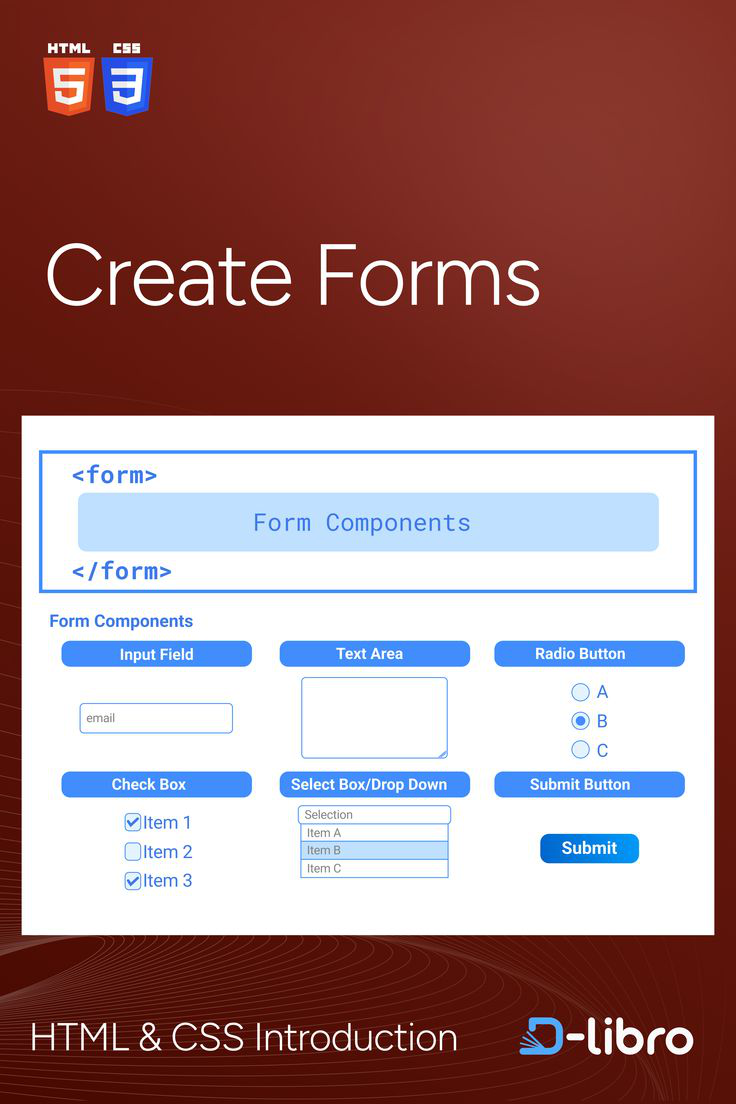 HTML CSS
5 3
Create Forms
<form>
Form Components
</form>
Form Components
Input Field Text Area Radio Button
email
A
B
C
Check Box Select Box/Drop Down Submit Button
Item 1
Item 2
Item 3
Selection
Item A
Item B
Item C
Submit
HTML & CSS Introduction
D-libro